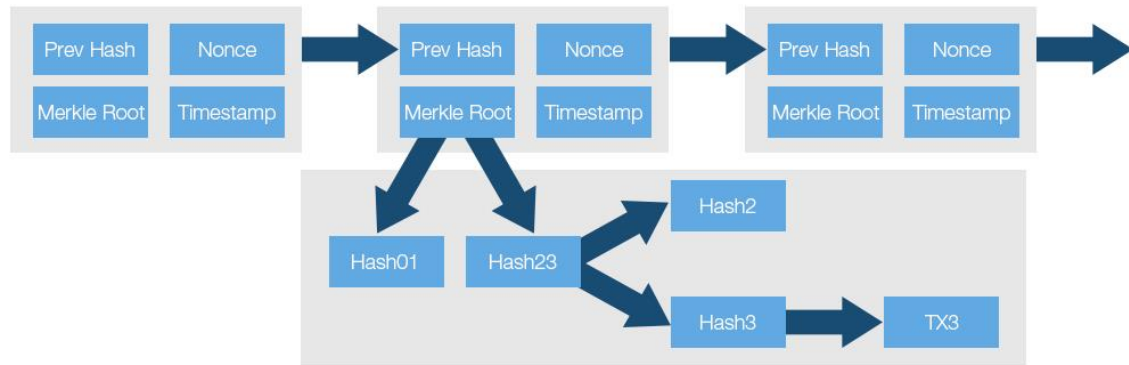 Prev Hash
Nonce
Prev Hash
Nonce
Prev Hash
Nonce
Merkle Root
Timestamp
Merkle Root
Timestamp
Merkle Root
Timestamp
Hash2
Hash01
Hash23
Hash3
TX3